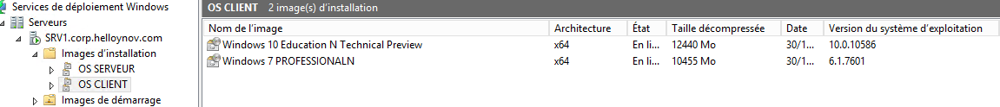 Services de déploiement Windows
Serveurs
SRV1.corp.helloynov.com
Images d'installation
OS SERVEUR
OS CLIENT
Images de démarrage
OS CLIENT 2 image(s) d'installation
Nom de l'image Architecture État Taille décompressée Date Version du système d'exploitation
Windows 10 Education N Technical Preview x64 En li... 12440 Mo 30/1... 10.0.10586
Windows 7 PROFESSIONALN x64 En li... 10455 Mo 30/1... 6.1.7601